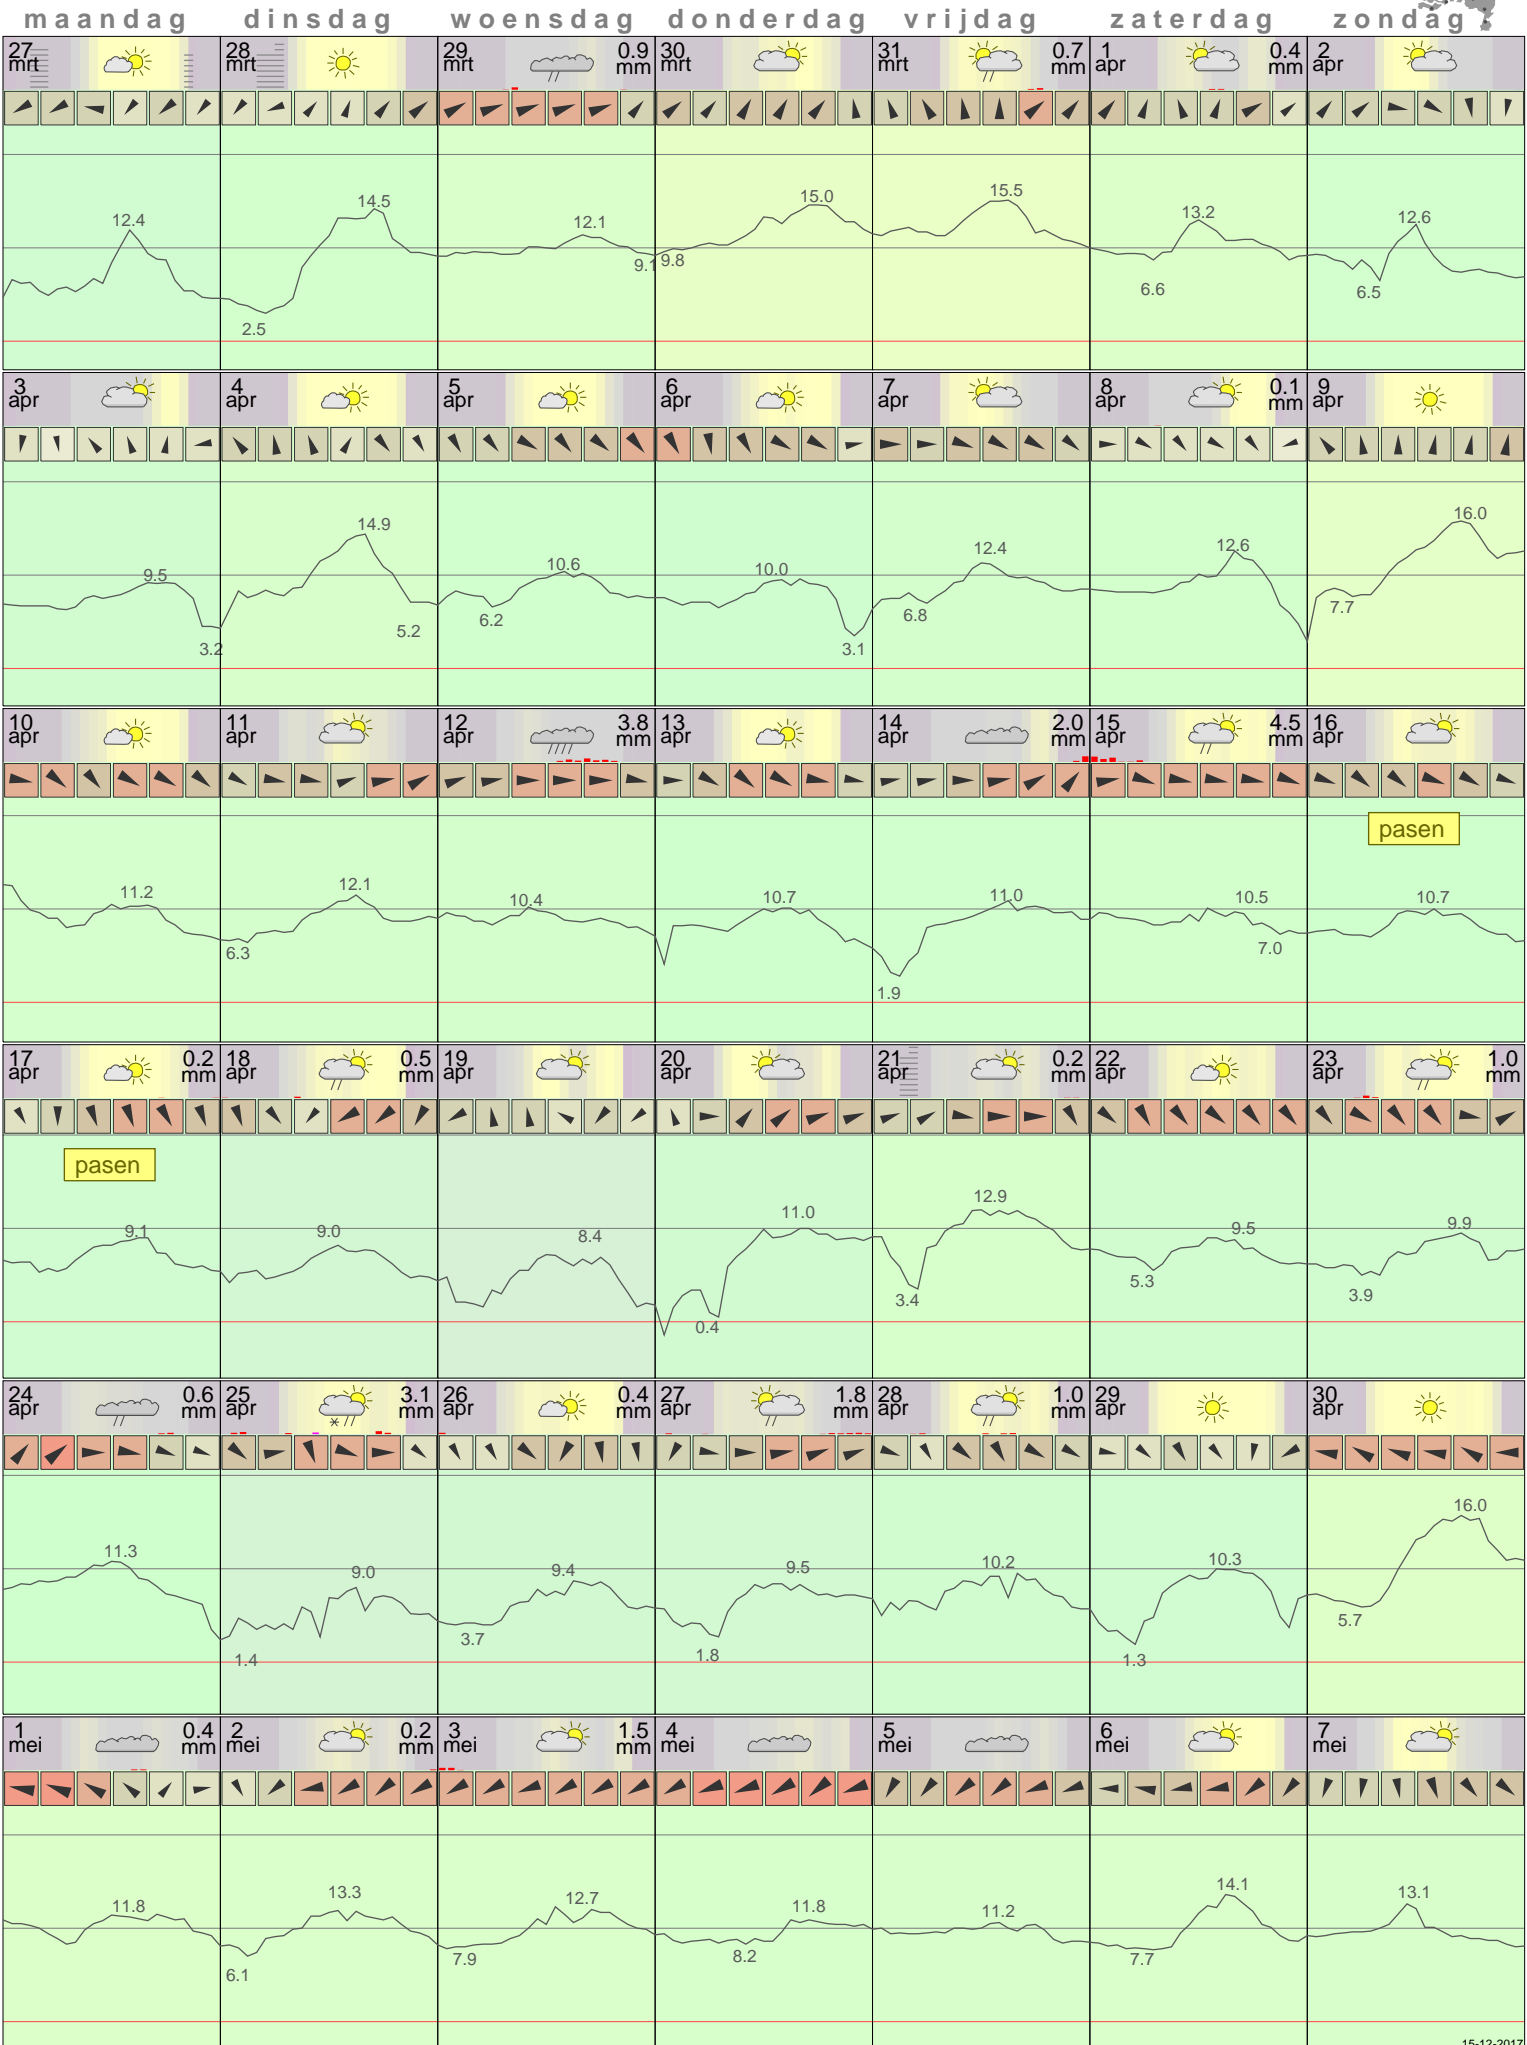 maandag dinsdag woensdag donderdag vrijdag zaterdag zondag
27 28 29 0.9 30 31 0.7 1 0.4 2
mrt mrt mrt mm mrt mrt mm apr mm apr
12.4 14.5 12.1 15.0 15.5 13.2 12.6
2.5 9.1 9.8 6.6 6.5
3 4 5 6 7 8 0.1 9
apr apr apr apr apr apr mm apr
9.5 14.9 10.6 10.0 12.4 12.6 16.0
3.2 5.2 6.2 3.1 6.8 7.7
10 11 12 3.8 13 14 2.0 15 4.5 16
apr apr apr mm apr apr mm apr mm apr
pasen
11.2 12.1 10.4 10.7 11.0 10.5 10.7
6.3 1.9 7.0
17 0.2 18 0.5 19 20 21 0.2 22 23 1.0
apr mm apr mm apr apr apr mm apr apr mm
pasen
9.1 9.0 8.4 11.0 12.9 9.5 9.9
0.4 3.4 5.3 3.9
24 0.6 25 3.1 26 0.4 27 1.8 28 1.0 29 30
apr mm apr mm apr mm apr mm apr mm apr apr
11.3 9.0 9.4 9.5 10.2 10.3 16.0
1.4 3.7 1.8 1.3 5.7
1 0.4 2 0.2 3 1.5 4 5 6 7
mei mm mei mm mei mm mei mei mei mei
11.8 13.3 12.7 11.8 11.2 14.1 13.1
6.1 7.9 8.2 7.7
15-12-2017